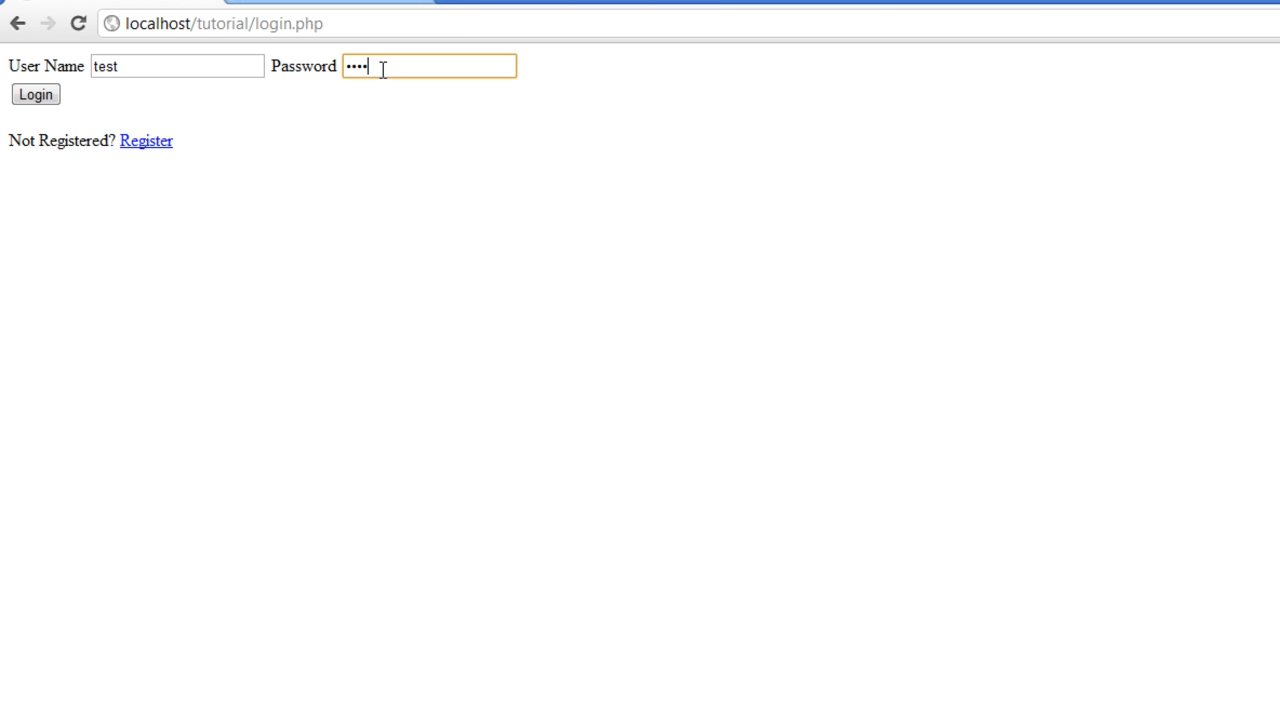 localhost/tutorial/login.php
User Name test Password ••••
Login
Not Registered? Register